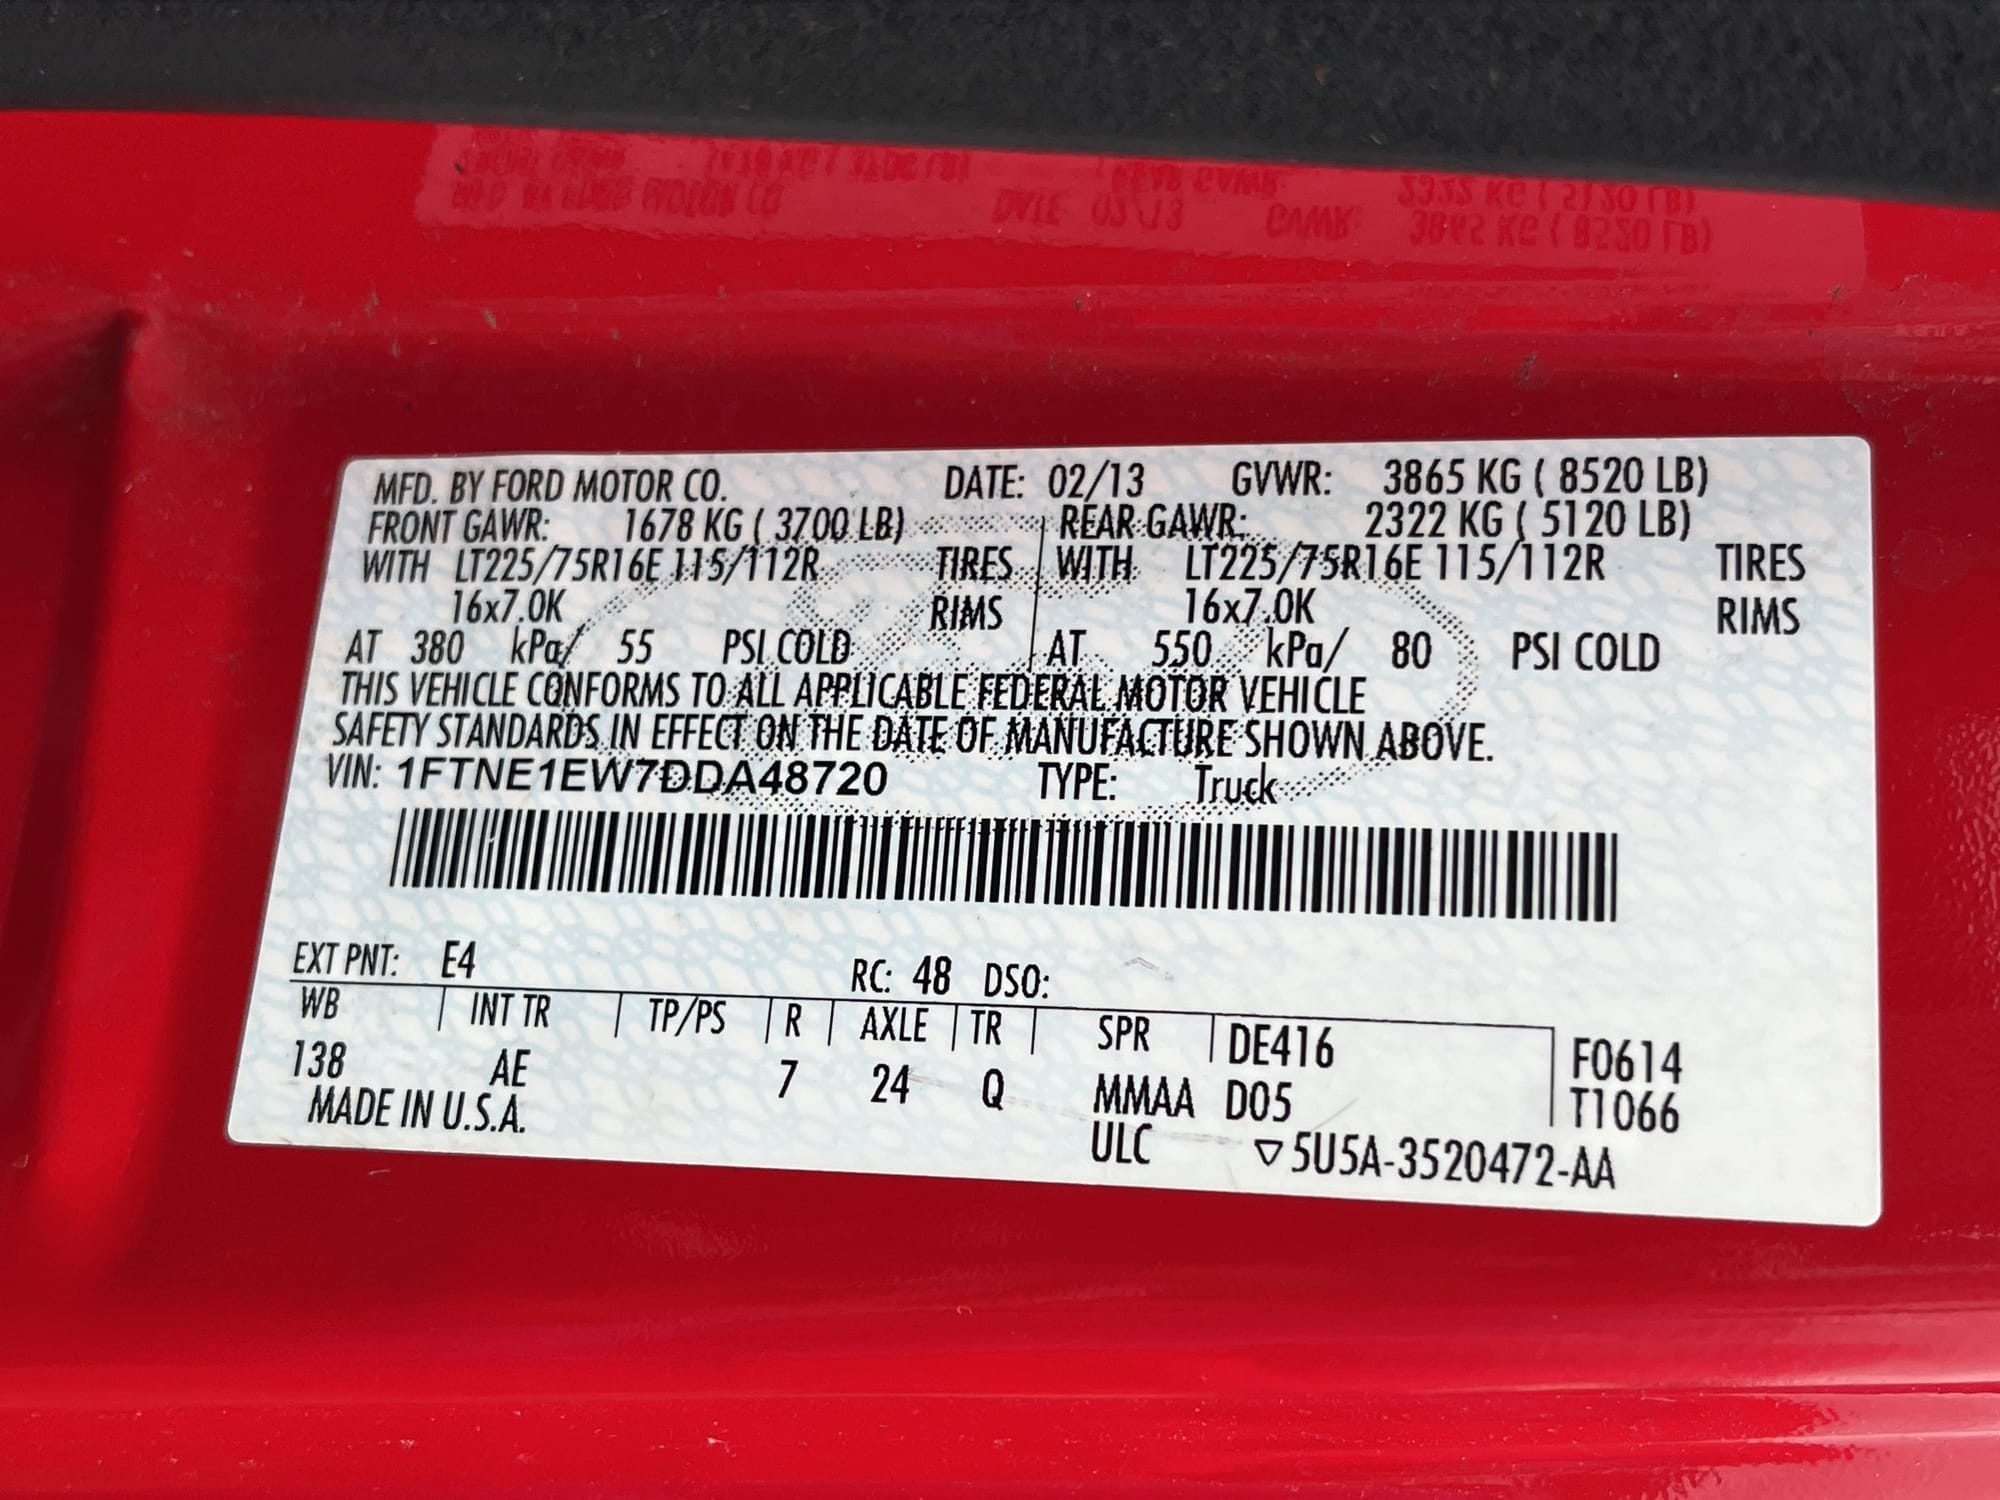 MFD. BY FORD MOTOR CO. DATE: 02/13 GVWR: 3865 KG ( 8520 LB)
FRONT GAWR: 1678 KG ( 3700 LB) REAR GAWR: 2322 KG ( 5120 LB)
WITH LT225/75R16E 115/112R TIRES WITH LT225/75R16E 115/112R TIRES
16x7.0K RIMS 16x7.0K RIMS
AT 380 kPa/ 55 PSI COLD AT 550 kPa/ 80 PSI COLD
THIS VEHICLE CONFORMS TO ALL APPLICABLE FEDERAL MOTOR VEHICLE
SAFETY STANDARDS IN EFFECT ON THE DATE OF MANUFACTURE SHOWN ABOVE.
VIN: 1FTNE1EW7DDA48720 TYPE: Truck
EXT PNT: E4 RC: 48 DSO:
WB INT TR TP/PS R AXLE TR SPR DE416 F0614
138 AE 7 24 Q MMAA D05 T1066
MADE IN U.S.A. ULC ▽5U5A-3520472-AA